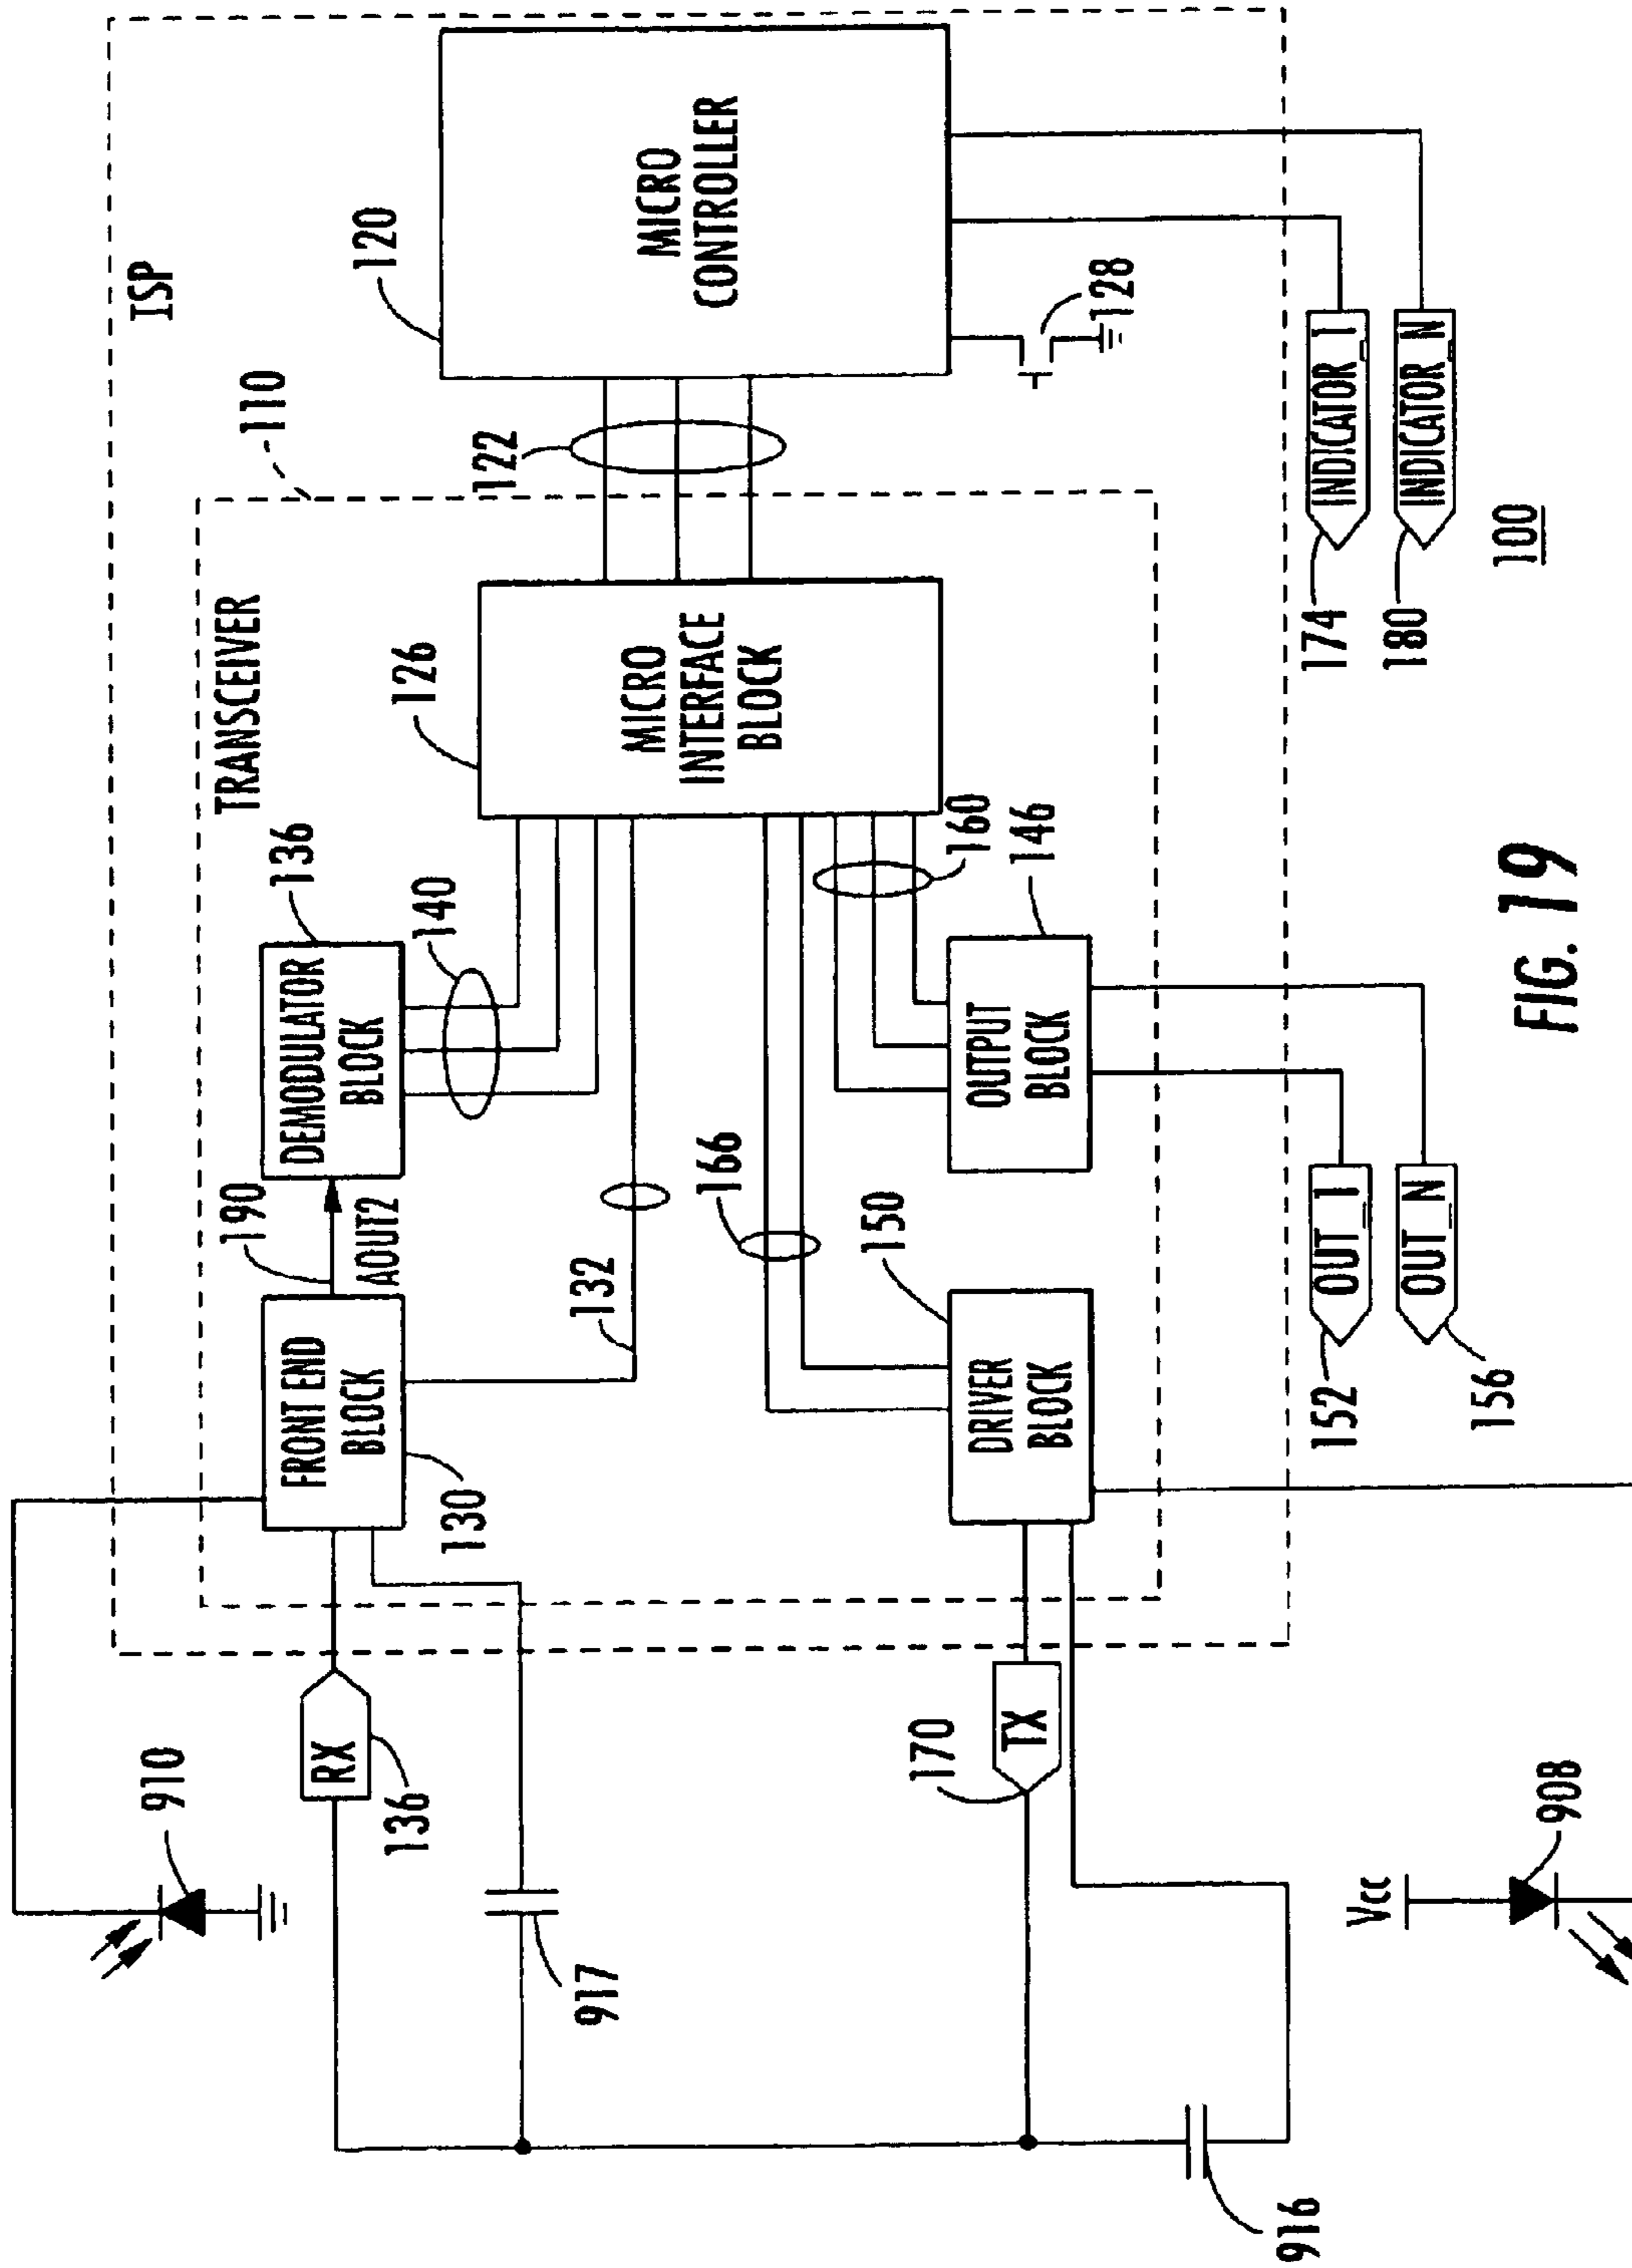 ISP
110
120
TRANSCEIVER
122
MICRO
CONTROLLER
126
MICRO
INTERFACE
BLOCK
128
136
DEMODULATOR
BLOCK
140
190
AOUT2
FRONT END
BLOCK
130
132
166
160
146
OUTPUT
BLOCK
150
DRIVER
BLOCK
910
RX
136
917
170
TX
916
Vcc
908
152
OUT_1
156
OUT_N
174
INDICATOR_1
180
INDICATOR_N
100
FIG. 19